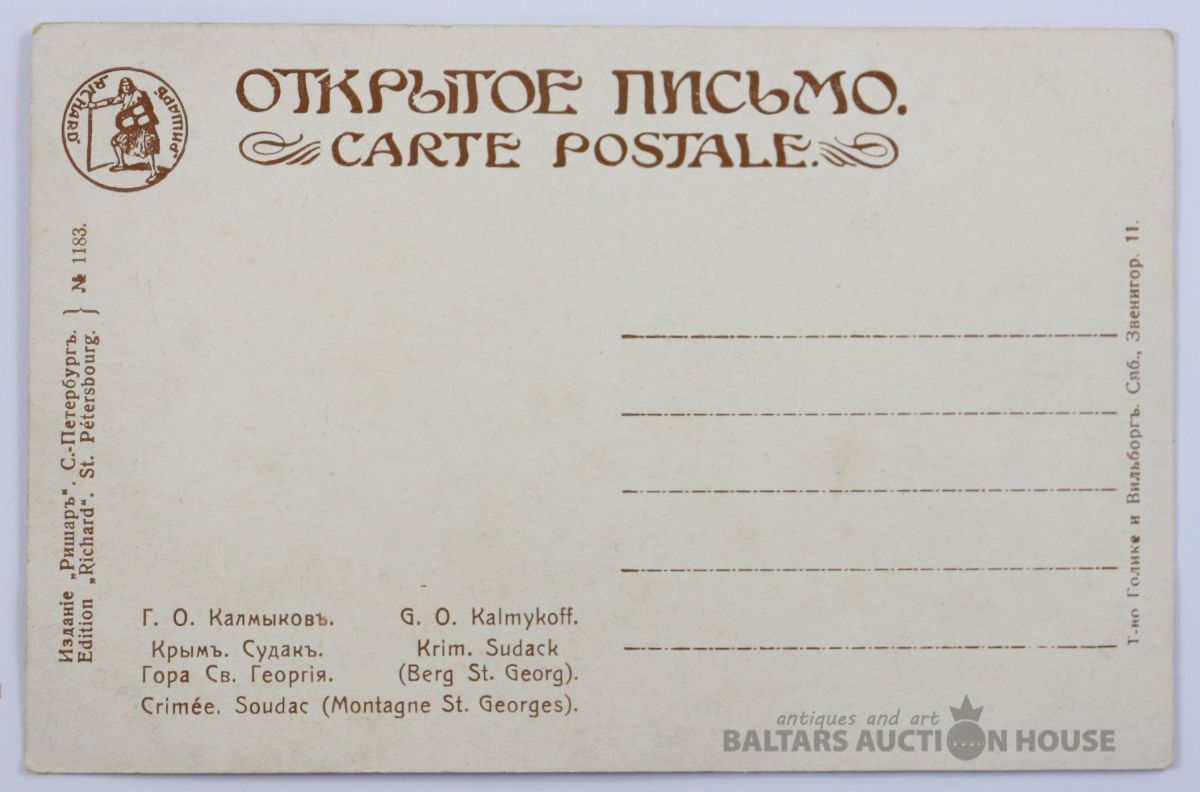 ОТКРЫТОЕ ПИСЬМО.
CARTE POSTALE.
„RICHARD"
„РИШАРЪ"
Изданіе „Ришаръ“. С.-Петербургъ.
Edition „Richard“. St. Pétersbourg.
} № 1183.
Г. О. Калмыковъ.
Крымъ. Судакъ.
Гора Св. Георгія.
G. O. Kalmykoff.
Krim. Sudack
(Berg St. Georg).
Crimée. Soudac (Montagne St. Georges).
Т-во Голике и Вильборгъ. Спб., Звенигор. 11.
antiques and art
BALTARS AUCTION HOUSE